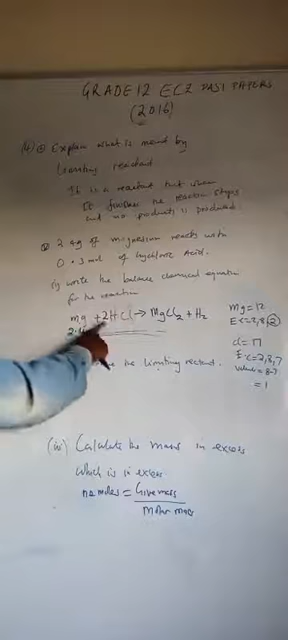 GRADE 12 ECZ PAST PAPERS
(2016)
(4) a Explain what is meant by
Limiting reactant
It is a reactant that when
It finishes the reaction stops
and no products is produced
2.4g of magnesium reacts with
0.3 mol of Hydrochloric Acid.
(i) write the balance chemical equation
for the reaction
Mg + 2HCl → MgCl2 + H2
Mg = 12
E.C = 2,8,2
Cl = 17
E.C = 2,8,7
= 8-7
= 1
the limiting reactant.
(iii) Calculate the mass in excess
which is in excess
no moles = Given mass
molar mass